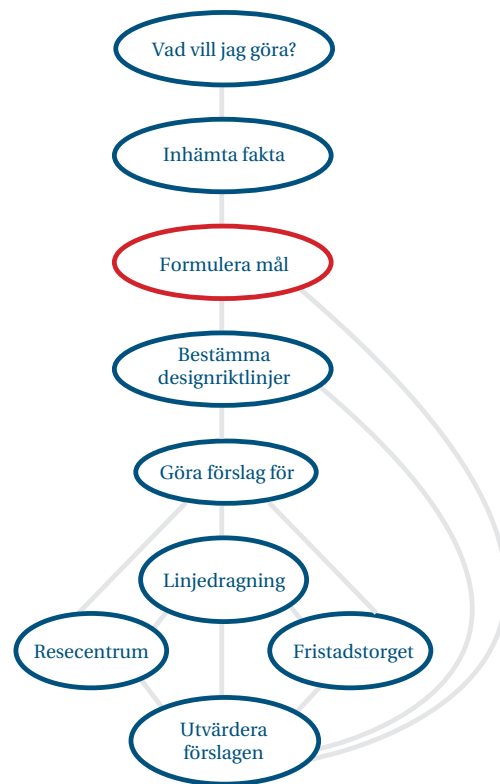 Vad vill jag göra?
Inhämta fakta
Formulera mål
Bestämma
designriktlinjer
Göra förslag för
Linjedragning
Resecentrum
Fristadstorget
Utvärdera
förslagen